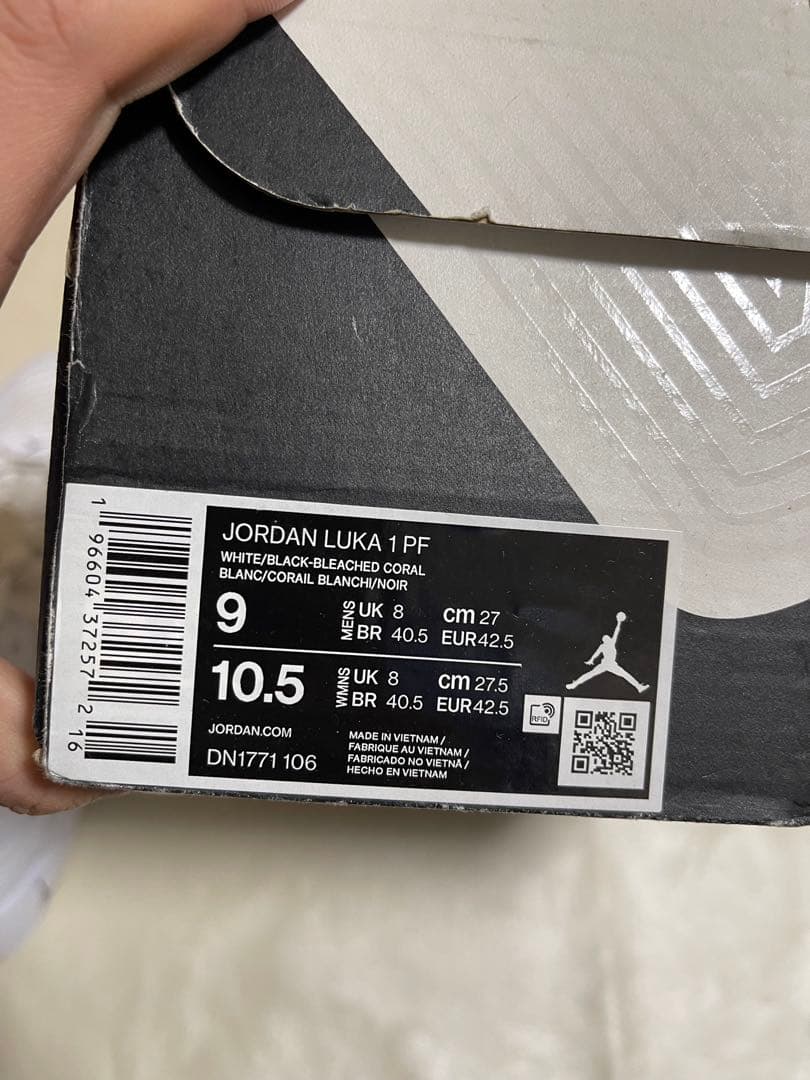 JORDAN LUKA 1 PF
WHITE/BLACK-BLEACHED CORAL
BLANC/CORAIL BLANCHI/NOIR
9 MENS UK 8 cm 27
BR 40.5 EUR 42.5
10.5 WMNS UK 8 cm 27.5
BR 40.5 EUR 42.5
RFID
JORDAN.COM
DN1771 106
MADE IN VIETNAM /
FABRIQUE AU VIETNAM /
FABRICADO NO VIETNÃ /
HECHO EN VIETNAM
1 96604 37257 2 16